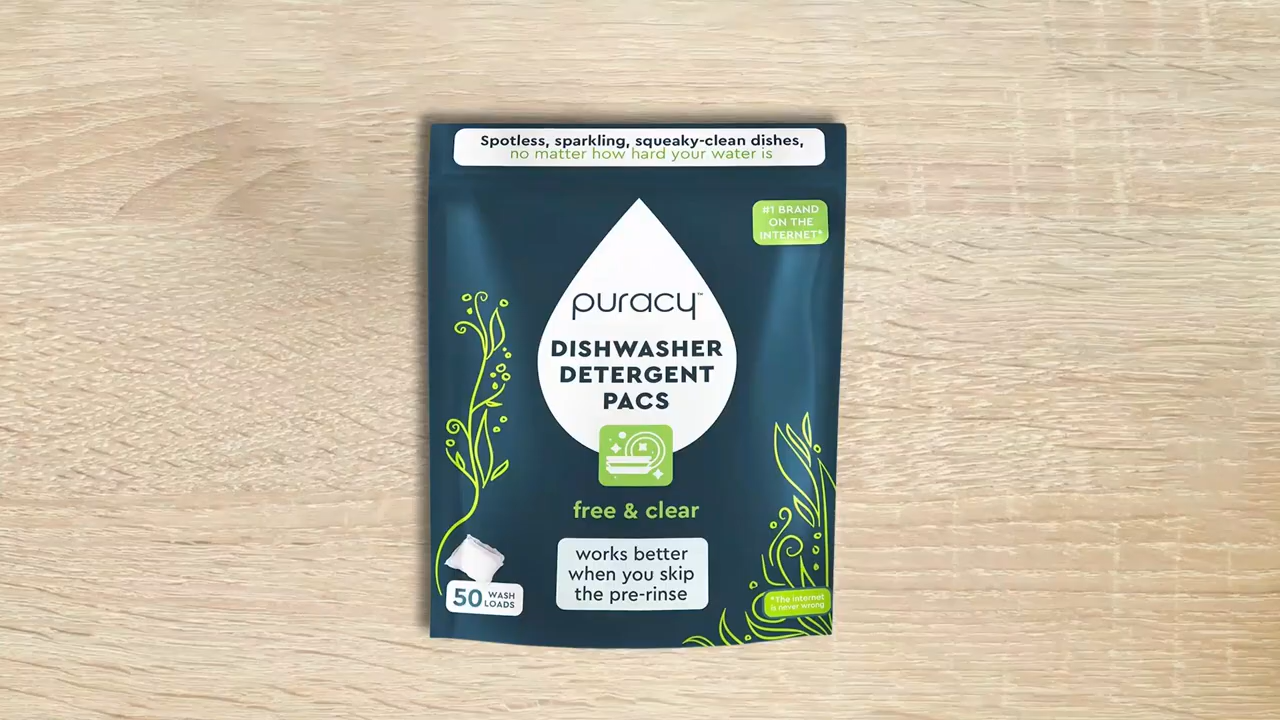 Spotless, sparkling, squeaky-clean dishes,
no matter how hard your water is
#1 BRAND
ON THE
INTERNET*
puracy™
DISHWASHER
DETERGENT
PACS
free & clear
works better
when you skip
the pre-rinse
50 WASH
LOADS
*The internet
is never wrong